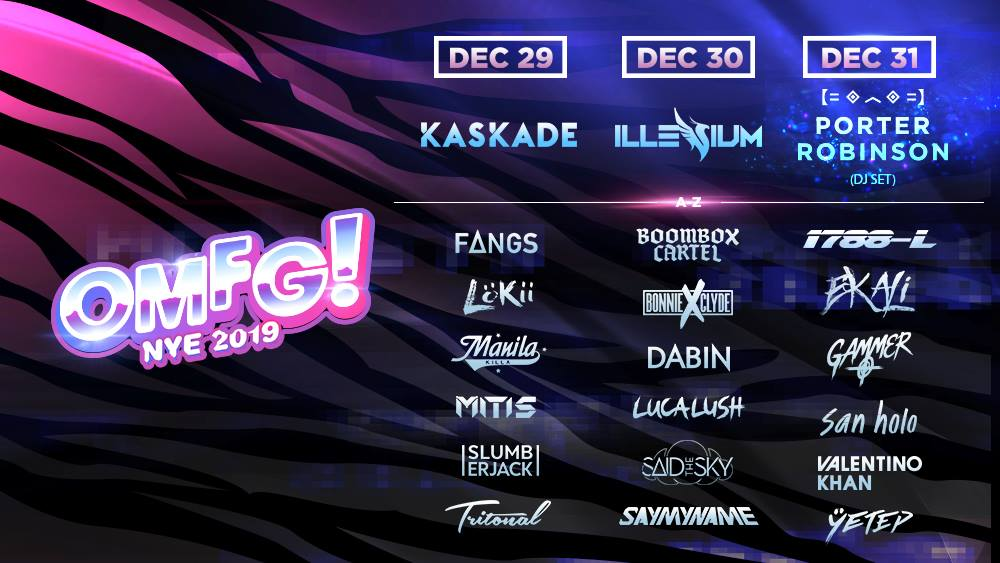 OMFG!
NYE 2019
DEC 29
KASKADE
DEC 30
ILLENIUM
DEC 31
【= ◈ ︿ ◈ =】
PORTER
ROBINSON
(DJ SET)
A-Z
FANGS
LöKii
Manila
KILLA
MITIS
SLUMB
ERJACK
Tritonal
BOOMBOX
CARTEL
BONNIE X CLYDE
DABIN
LUCA LUSH
SAID THE SKY
SAYMYNAME
1788-L
EKALi
GAMMER
san holo
VALENTINO
KHAN
ŸETEP